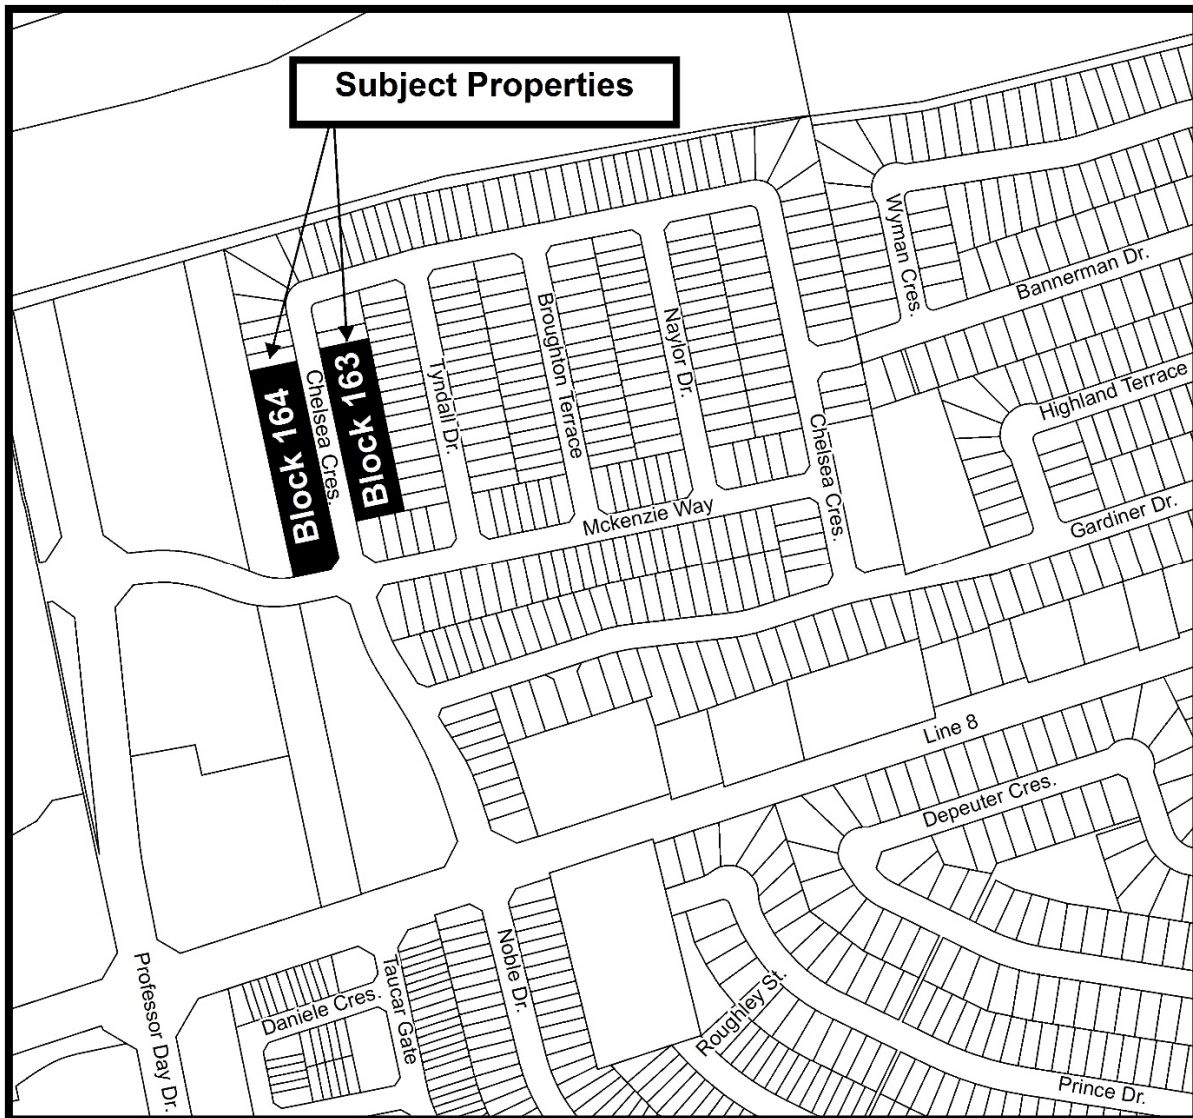 Subject Properties
Wyman Cres.
Bannerman Dr.
Broughton Terrace
Naylor Dr.
Block 164
Chelsea Cres.
Block 163
Tyndall Dr.
Highland Terrace
Chelsea Cres.
Mckenzie Way
Gardiner Dr.
Line 8
Depeuter Cres.
Professor Day Dr.
Daniele Cres.
Taucar Gate
Noble Dr.
Roughley St.
Prince Dr.